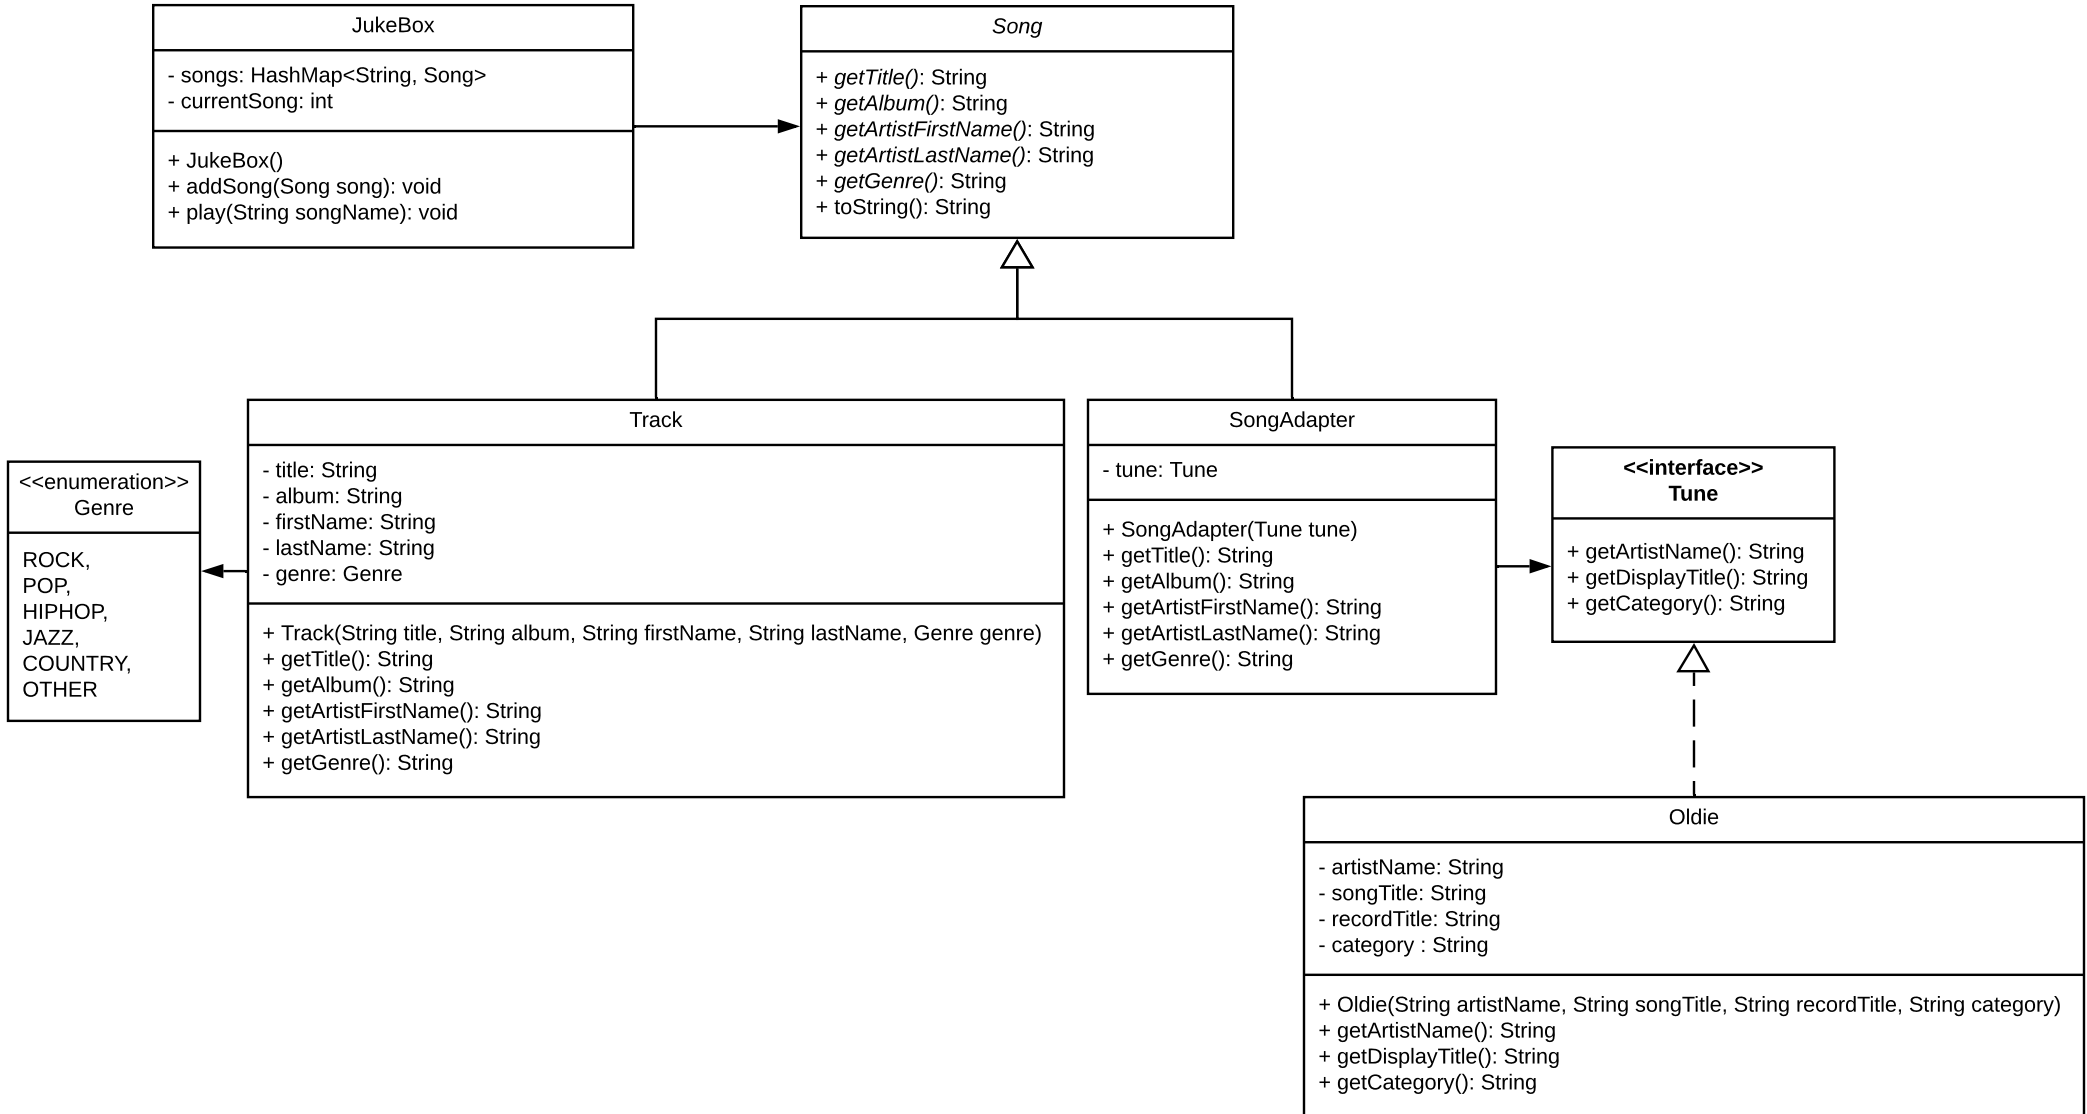 JukeBox
- songs: HashMap<String, Song>
- currentSong: int
+ JukeBox()
+ addSong(Song song): void
+ play(String songName): void
Song
+ getTitle(): String
+ getAlbum(): String
+ getArtistFirstName(): String
+ getArtistLastName(): String
+ getGenre(): String
+ toString(): String
<<enumeration>>
Genre
ROCK,
POP,
HIPHOP,
JAZZ,
COUNTRY,
OTHER
Track
- title: String
- album: String
- firstName: String
- lastName: String
- genre: Genre
+ Track(String title, String album, String firstName, String lastName, Genre genre)
+ getTitle(): String
+ getAlbum(): String
+ getArtistFirstName(): String
+ getArtistLastName(): String
+ getGenre(): String
SongAdapter
- tune: Tune
+ SongAdapter(Tune tune)
+ getTitle(): String
+ getAlbum(): String
+ getArtistFirstName(): String
+ getArtistLastName(): String
+ getGenre(): String
<<interface>>
Tune
+ getArtistName(): String
+ getDisplayTitle(): String
+ getCategory(): String
Oldie
- artistName: String
- songTitle: String
- recordTitle: String
- category : String
+ Oldie(String artistName, String songTitle, String recordTitle, String category)
+ getArtistName(): String
+ getDisplayTitle(): String
+ getCategory(): String